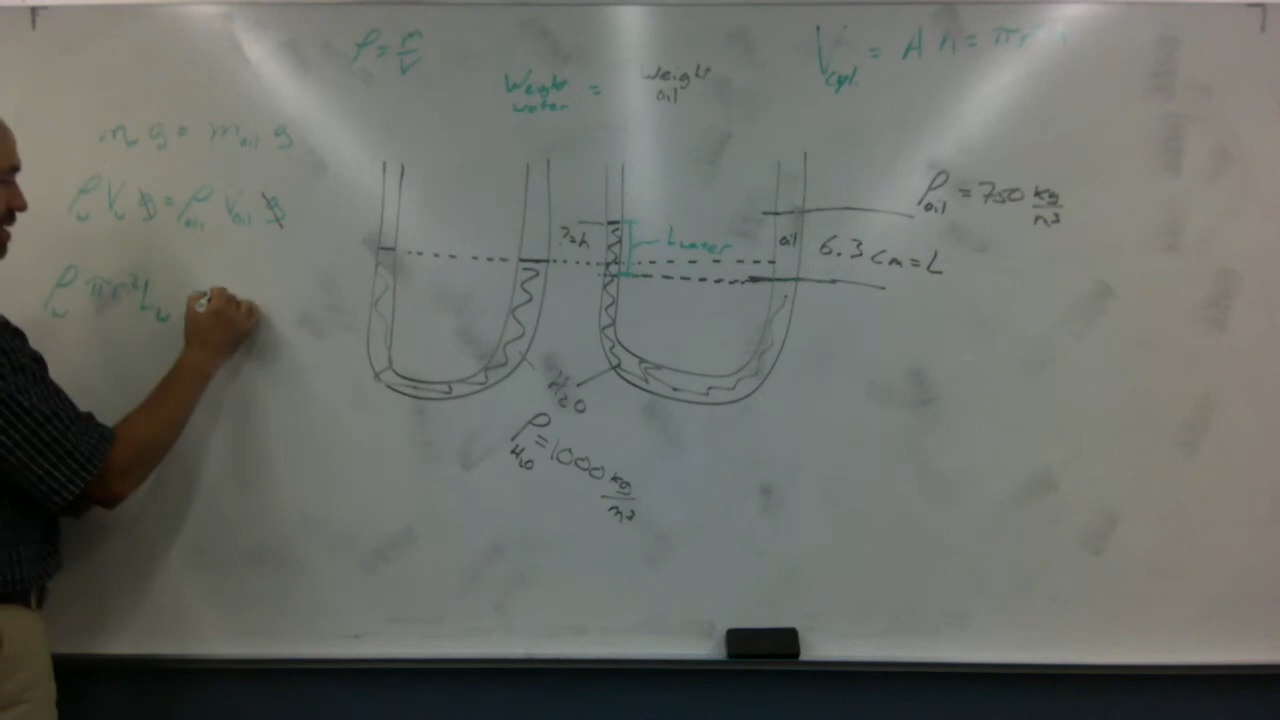 ρ = m/V
V cyl. = A h = πr
Weight water = weight oil
m g = m oil g
ρ w V w g = ρ oil V oil g
ρ w πr² L w
ρ oil = 750 kg/m³
? = h
L water
oil
6.3 cm = L
H₂O
ρ H₂O = 1000 kg/m³